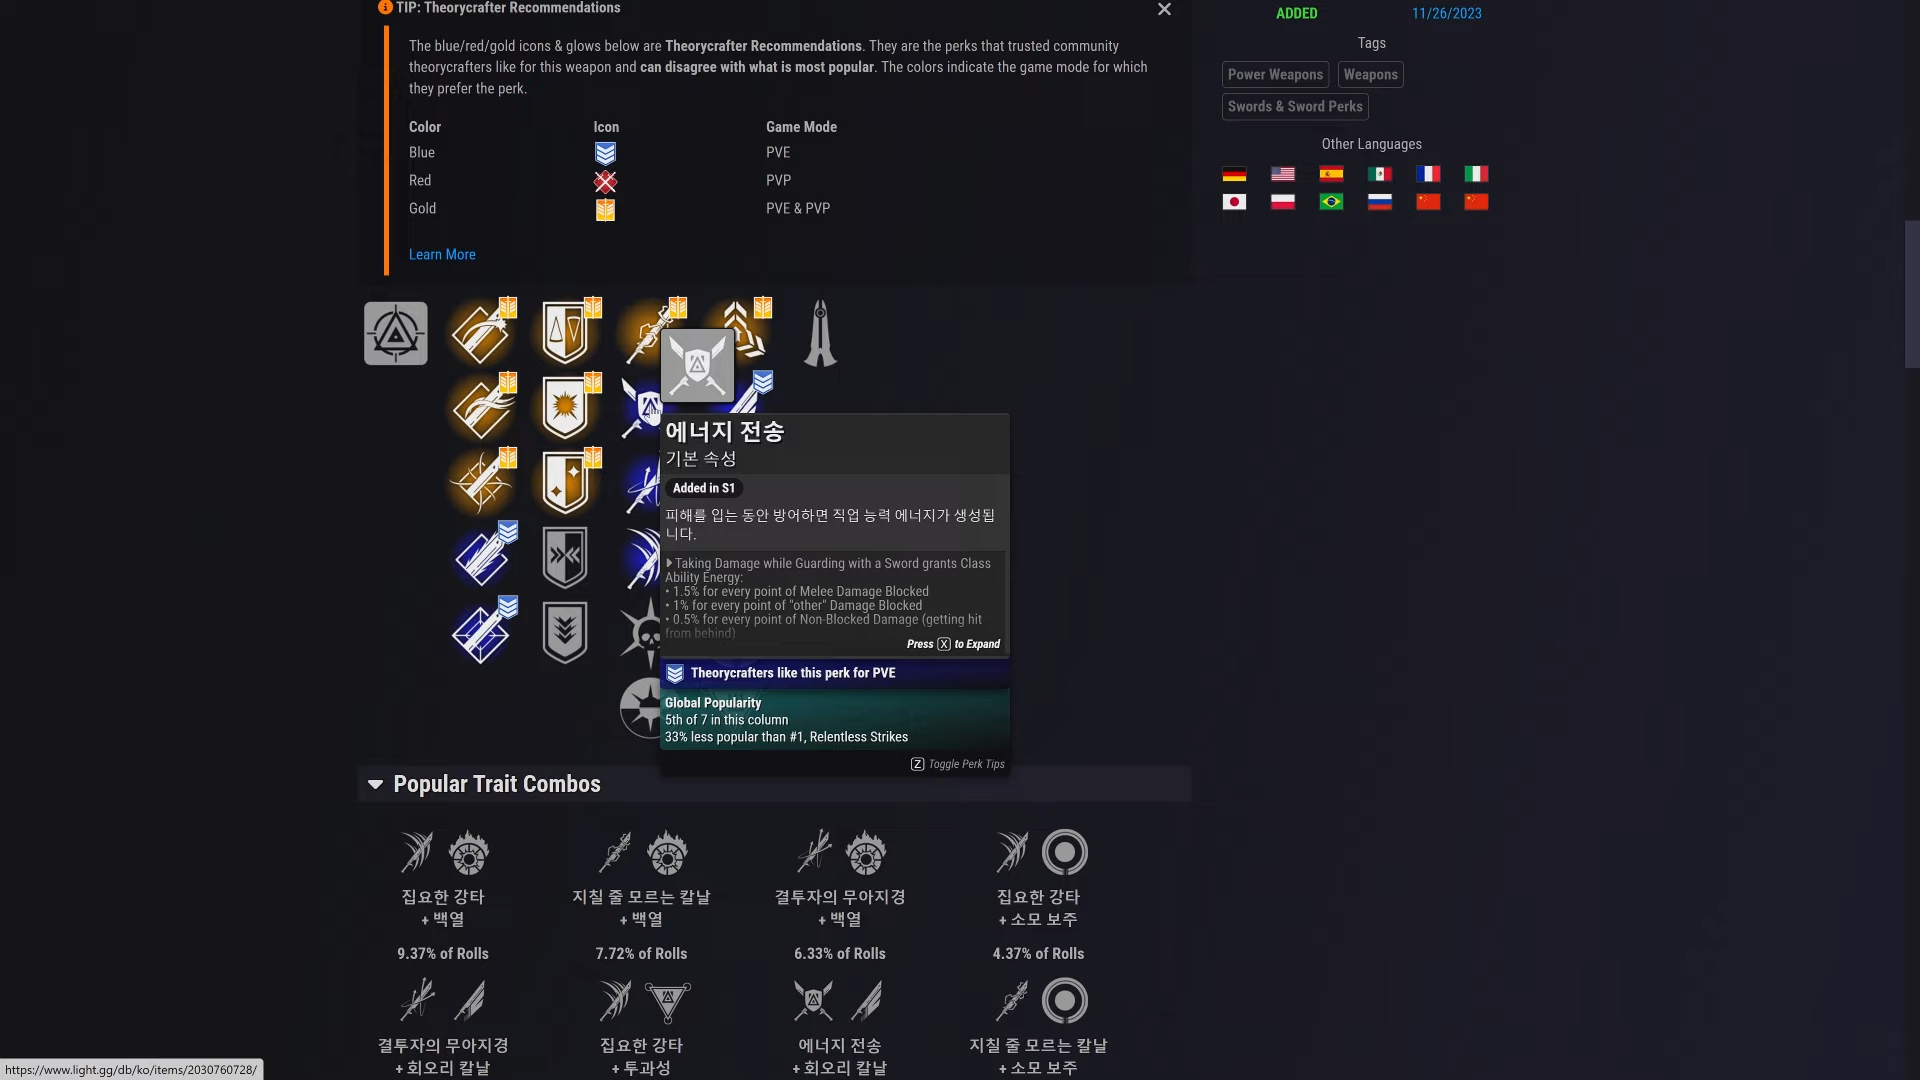 TIP: Theorycrafter Recommendations
The blue/red/gold icons & glows below are Theorycrafter Recommendations. They are the perks that trusted community
theorycrafters like for this weapon and can disagree with what is most popular. The colors indicate the game mode for which
they prefer the perk.
Color Icon Game Mode
Blue PVE
Red PVP
Gold PVE & PVP
Learn More
ADDED 11/26/2023
Tags
Power Weapons Weapons
Swords & Sword Perks
Other Languages
에너지 전송
기본 속성
Added in S1
피해를 입는 동안 방어하면 직업 능력 에너지가 생성됩
니다.
Taking Damage while Guarding with a Sword grants Class
Ability Energy:
• 1.5% for every point of Melee Damage Blocked
• 1% for every point of "other" Damage Blocked
• 0.5% for every point of Non-Blocked Damage (getting hit
from behind)
Press X to Expand
Theorycrafters like this perk for PVE
Global Popularity
5th of 7 in this column
33% less popular than #1, Relentless Strikes
Z Toggle Perk Tips
Popular Trait Combos
집요한 강타
+ 백열
9.37% of Rolls
지칠 줄 모르는 칼날
+ 백열
7.72% of Rolls
결투자의 무아지경
+ 백열
6.33% of Rolls
집요한 강타
+ 소모 보주
4.37% of Rolls
결투자의 무아지경
+ 회오리 칼날
집요한 강타
+ 투과성
에너지 전송
+ 회오리 칼날
지칠 줄 모르는 칼날
+ 소모 보주
https://www.light.gg/db/ko/items/2030760728/